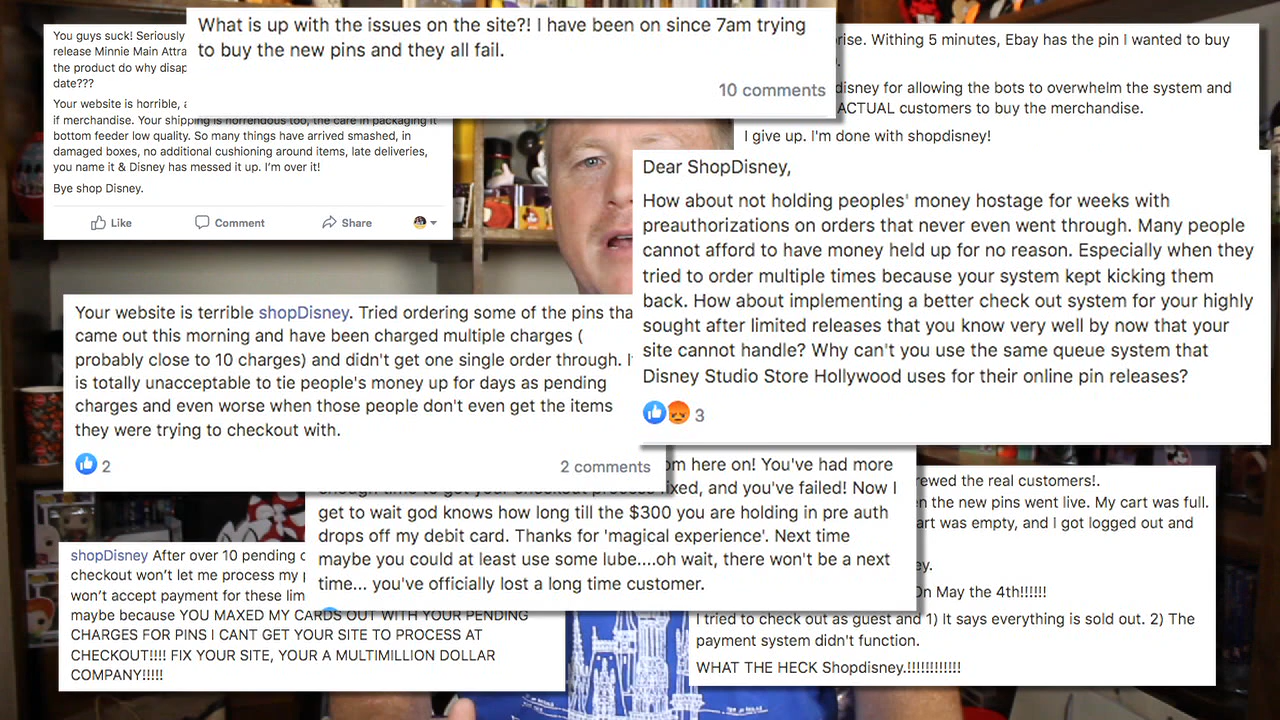 You guys suck! Seriously
release Minnie Main Attra
the product do why disap
date???
Your website is horrible,
if merchandise. Your shipping is horrendous too, the care in packaging it
bottom feeder low quality. So many things have arrived smashed, in
damaged boxes, no additional cushioning around items, late deliveries,
you name it & Disney has messed it up. I'm over it!
Bye shop Disney.
Like Comment Share
What is up with the issues on the site?! I have been on since 7am trying
to buy the new pins and they all fail.
10 comments
rise. Withing 5 minutes, Ebay has the pin I wanted to buy
disney for allowing the bots to overwhelm the system and
ACTUAL customers to buy the merchandise.
I give up. I'm done with shopdisney!
Dear ShopDisney,
How about not holding peoples' money hostage for weeks with
preauthorizations on orders that never even went through. Many people
cannot afford to have money held up for no reason. Especially when they
tried to order multiple times because your system kept kicking them
back. How about implementing a better check out system for your highly
sought after limited releases that you know very well by now that your
site cannot handle? Why can't you use the same queue system that
Disney Studio Store Hollywood uses for their online pin releases?
3
Your website is terrible shopDisney. Tried ordering some of the pins tha
came out this morning and have been charged multiple charges (
probably close to 10 charges) and didn't get one single order through. I
is totally unacceptable to tie people's money up for days as pending
charges and even worse when those people don't even get the items
they were trying to checkout with.
2
2 comments
om here on! You've had more
enough time to get your checkout process fixed, and you've failed! Now I
get to wait god knows how long till the $300 you are holding in pre auth
drops off my debit card. Thanks for 'magical experience'. Next time
maybe you could at least use some lube....oh wait, there won't be a next
time... you've officially lost a long time customer.
shopDisney After over 10 pending c
checkout won't let me process my
won't accept payment for these lim
maybe because YOU MAXED MY CARDS OUT WITH YOUR PENDING
CHARGES FOR PINS I CANT GET YOUR SITE TO PROCESS AT
CHECKOUT!!!! FIX YOUR SITE, YOUR A MULTIMILLION DOLLAR
COMPANY!!!!!
rewed the real customers!.
n the new pins went live. My cart was full.
art was empty, and I got logged out and
ey.
On May the 4th!!!!!!
I tried to check out as guest and 1) It says everything is sold out. 2) The
payment system didn't function.
WHAT THE HECK Shopdisney.!!!!!!!!!!!!